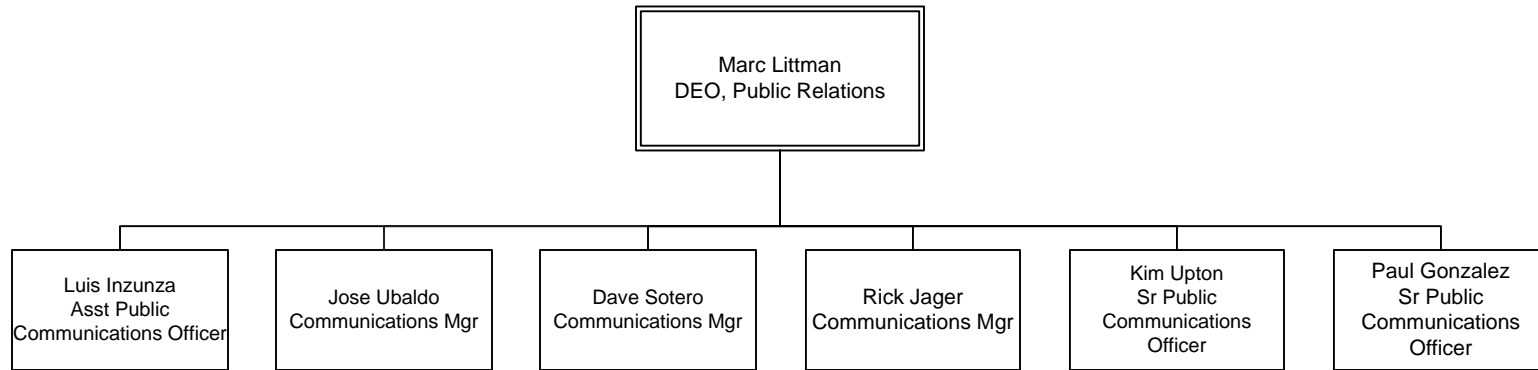 Marc Littman
DEO, Public Relations
Luis Inzunza
Asst Public
Communications Officer
Jose Ubaldo
Communications Mgr
Dave Sotero
Communications Mgr
Rick Jager
Communications Mgr
Kim Upton
Sr Public
Communications
Officer
Paul Gonzalez
Sr Public
Communications
Officer